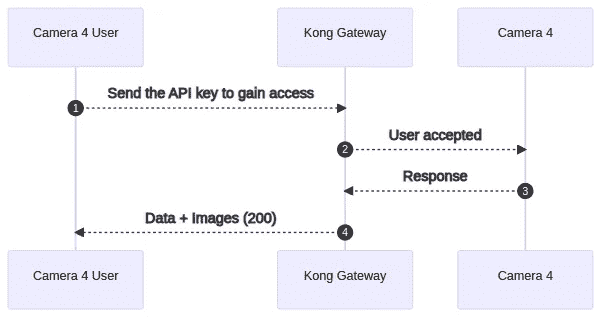 Camera 4 User
Kong Gateway
Camera 4
Send the API key to gain access
1
User accepted
2
Response
3
Data + Images (200)
4
Camera 4 User
Kong Gateway
Camera 4